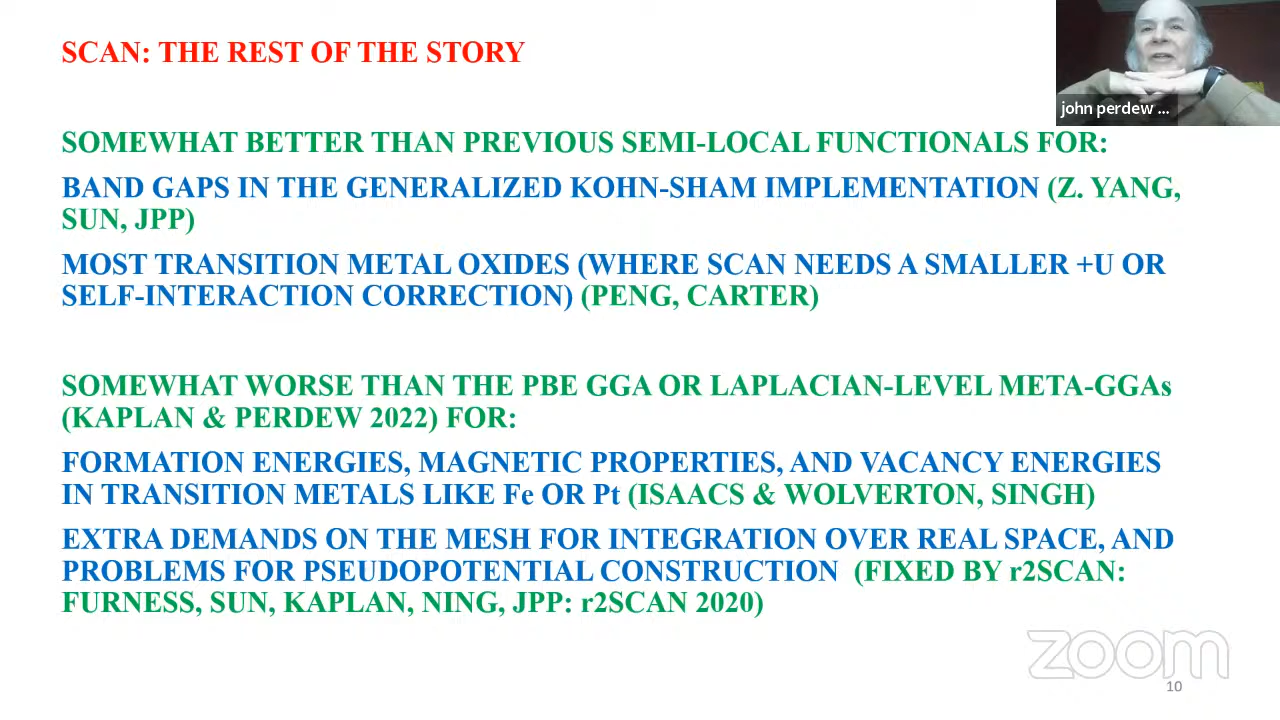 SCAN: THE REST OF THE STORY
john perdew ...
SOMEWHAT BETTER THAN PREVIOUS SEMI-LOCAL FUNCTIONALS FOR:
BAND GAPS IN THE GENERALIZED KOHN-SHAM IMPLEMENTATION (Z. YANG,
SUN, JPP)
MOST TRANSITION METAL OXIDES (WHERE SCAN NEEDS A SMALLER +U OR
SELF-INTERACTION CORRECTION) (PENG, CARTER)
SOMEWHAT WORSE THAN THE PBE GGA OR LAPLACIAN-LEVEL META-GGAs
(KAPLAN & PERDEW 2022) FOR:
FORMATION ENERGIES, MAGNETIC PROPERTIES, AND VACANCY ENERGIES
IN TRANSITION METALS LIKE Fe OR Pt (ISAACS & WOLVERTON, SINGH)
EXTRA DEMANDS ON THE MESH FOR INTEGRATION OVER REAL SPACE, AND
PROBLEMS FOR PSEUDOPOTENTIAL CONSTRUCTION (FIXED BY r2SCAN:
FURNESS, SUN, KAPLAN, NING, JPP: r2SCAN 2020)
zoom
10